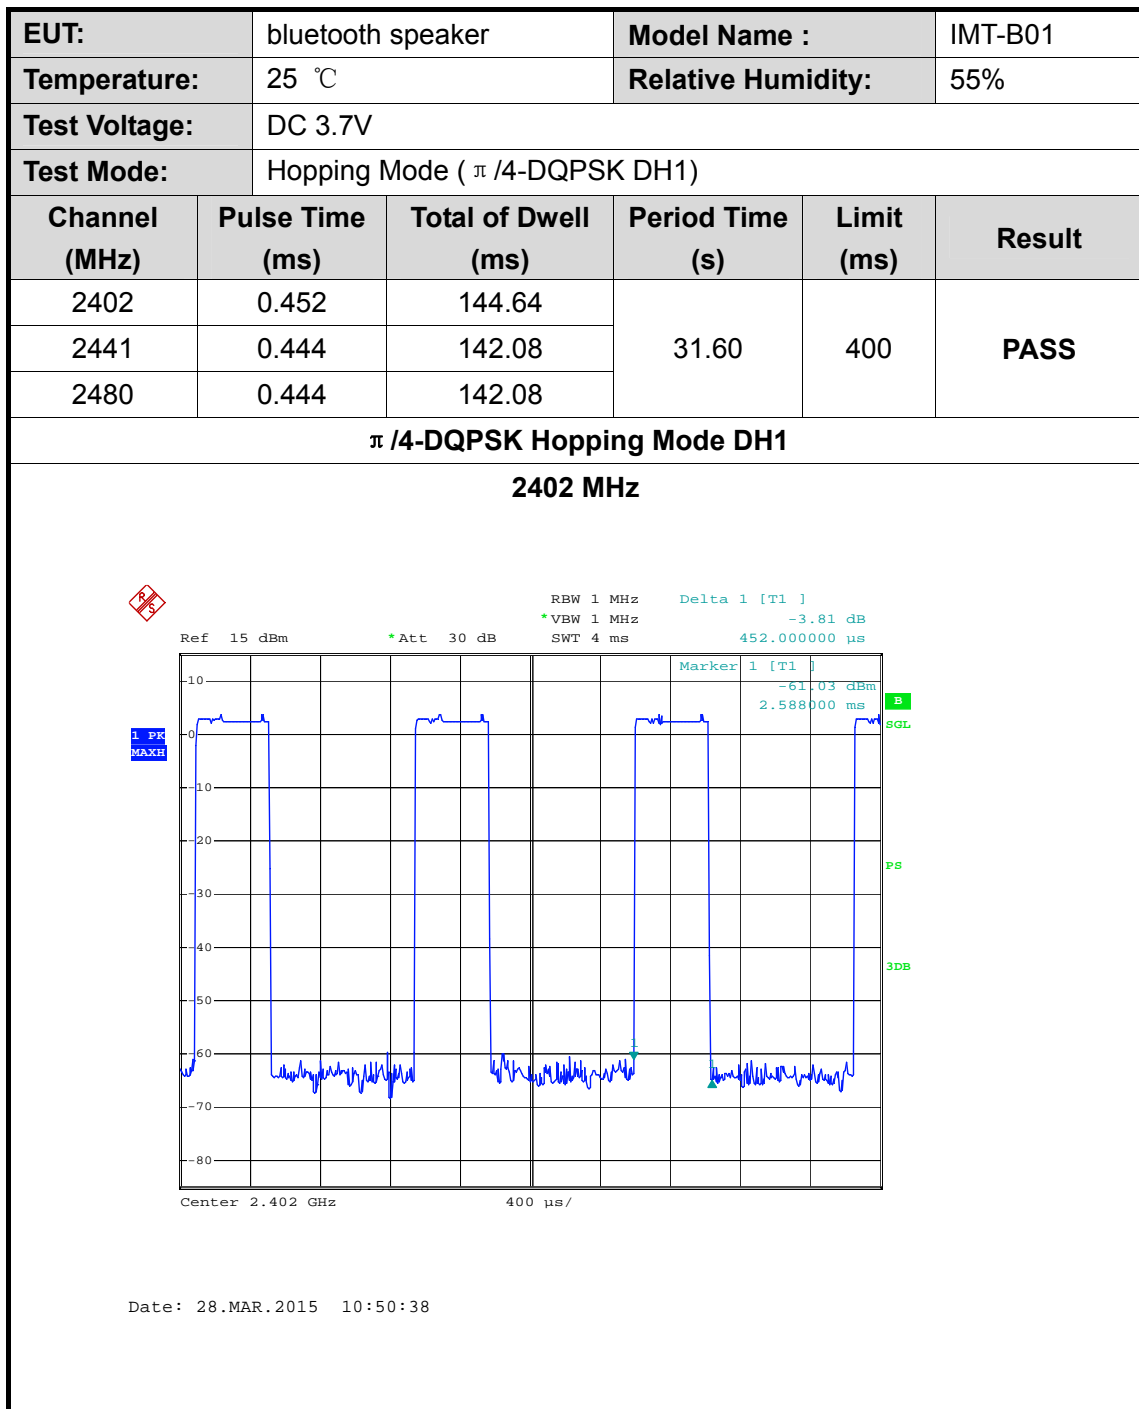 EUT: bluetooth speaker Model Name : IMT-B01
Temperature: 25 ℃ Relative Humidity: 55%
Test Voltage: DC 3.7V
Test Mode: Hopping Mode ( π /4-DQPSK DH1)
Channel (MHz) Pulse Time (ms) Total of Dwell (ms) Period Time (s) Limit (ms) Result
2402 0.452 144.64 31.60 400 PASS
2441 0.444 142.08
2480 0.444 142.08
π /4-DQPSK Hopping Mode DH1
2402 MHz
R S
RBW 1 MHz Delta 1 [T1 ]
*VBW 1 MHz -3.81 dB
Ref 15 dBm *Att 30 dB SWT 4 ms 452.000000 µs
Marker 1 [T1 ]
10 -61.03 dBm
2.588000 ms B
SGL
1 PK 0
MAXH
-10
-20
PS
-30
-40
3DB
-50
1
-60
1
-70
-80
Center 2.402 GHz 400 µs/
Date: 28.MAR.2015 10:50:38